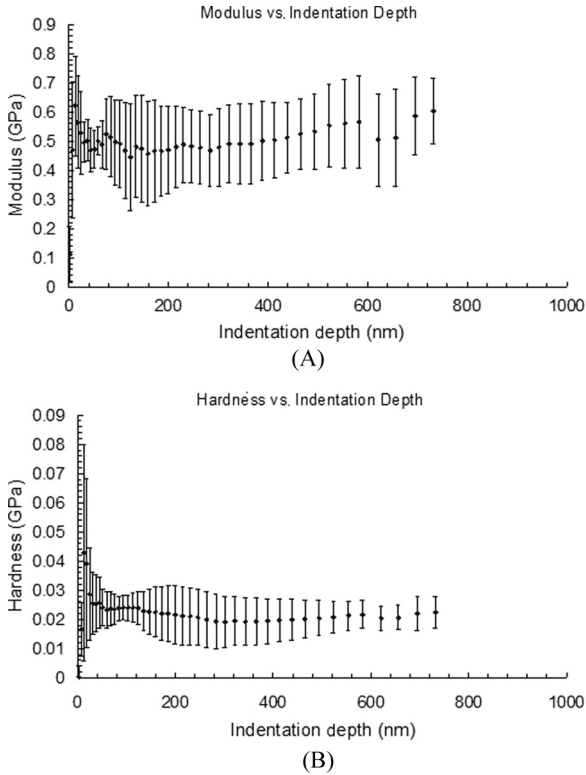 Modulus vs. Indentation Depth
0.9
0.8
0.7
0.6
0.5
0.4
0.3
0.2
0.1
0
Modulus (GPa)
0 200 400 600 800 1000
Indentation depth (nm)
(A)
Hardness vs. Indentation Depth
0.09
0.08
0.07
0.06
0.05
0.04
0.03
0.02
0.01
0
Hardness (GPa)
0 200 400 600 800 1000
Indentation depth (nm)
(B)